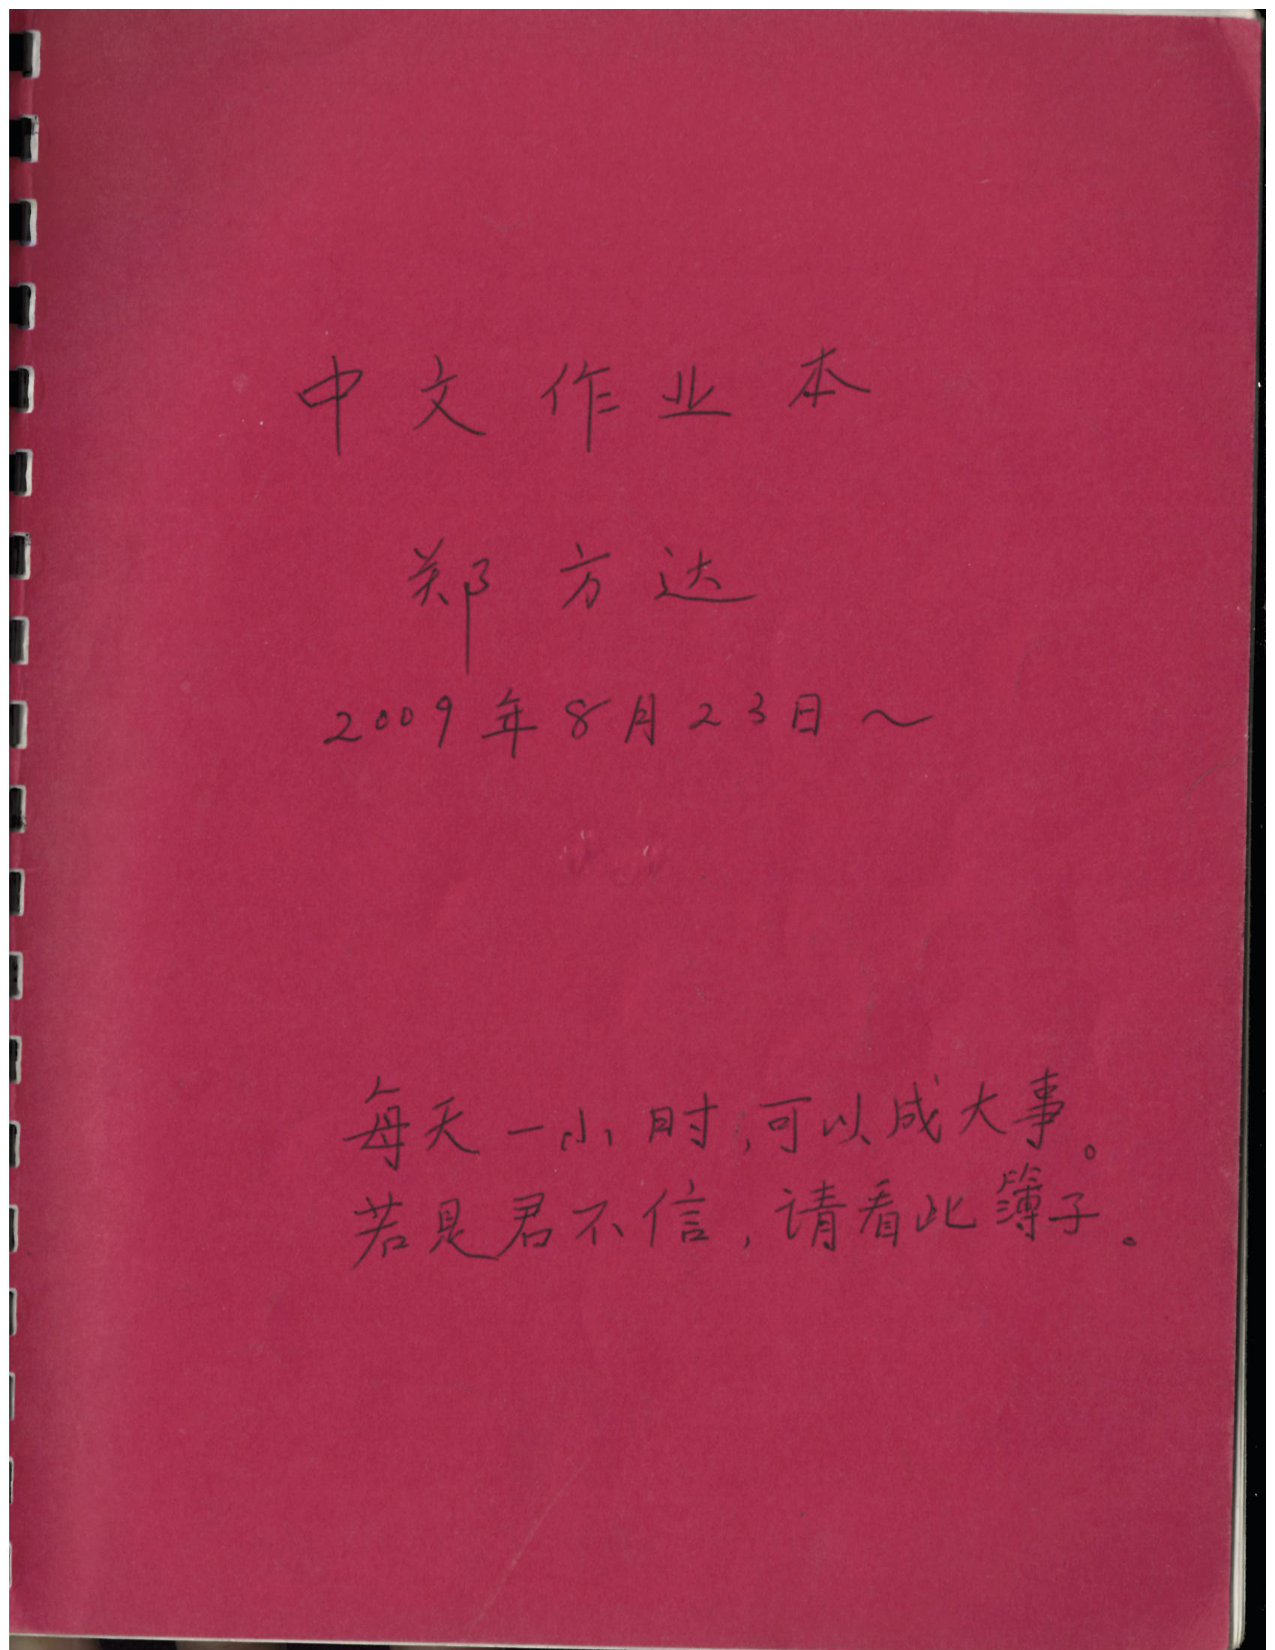 中文作业本
郑方达
2009年8月23日～
每天一小时，可以成大事。
若是君不信，请看此簿子。